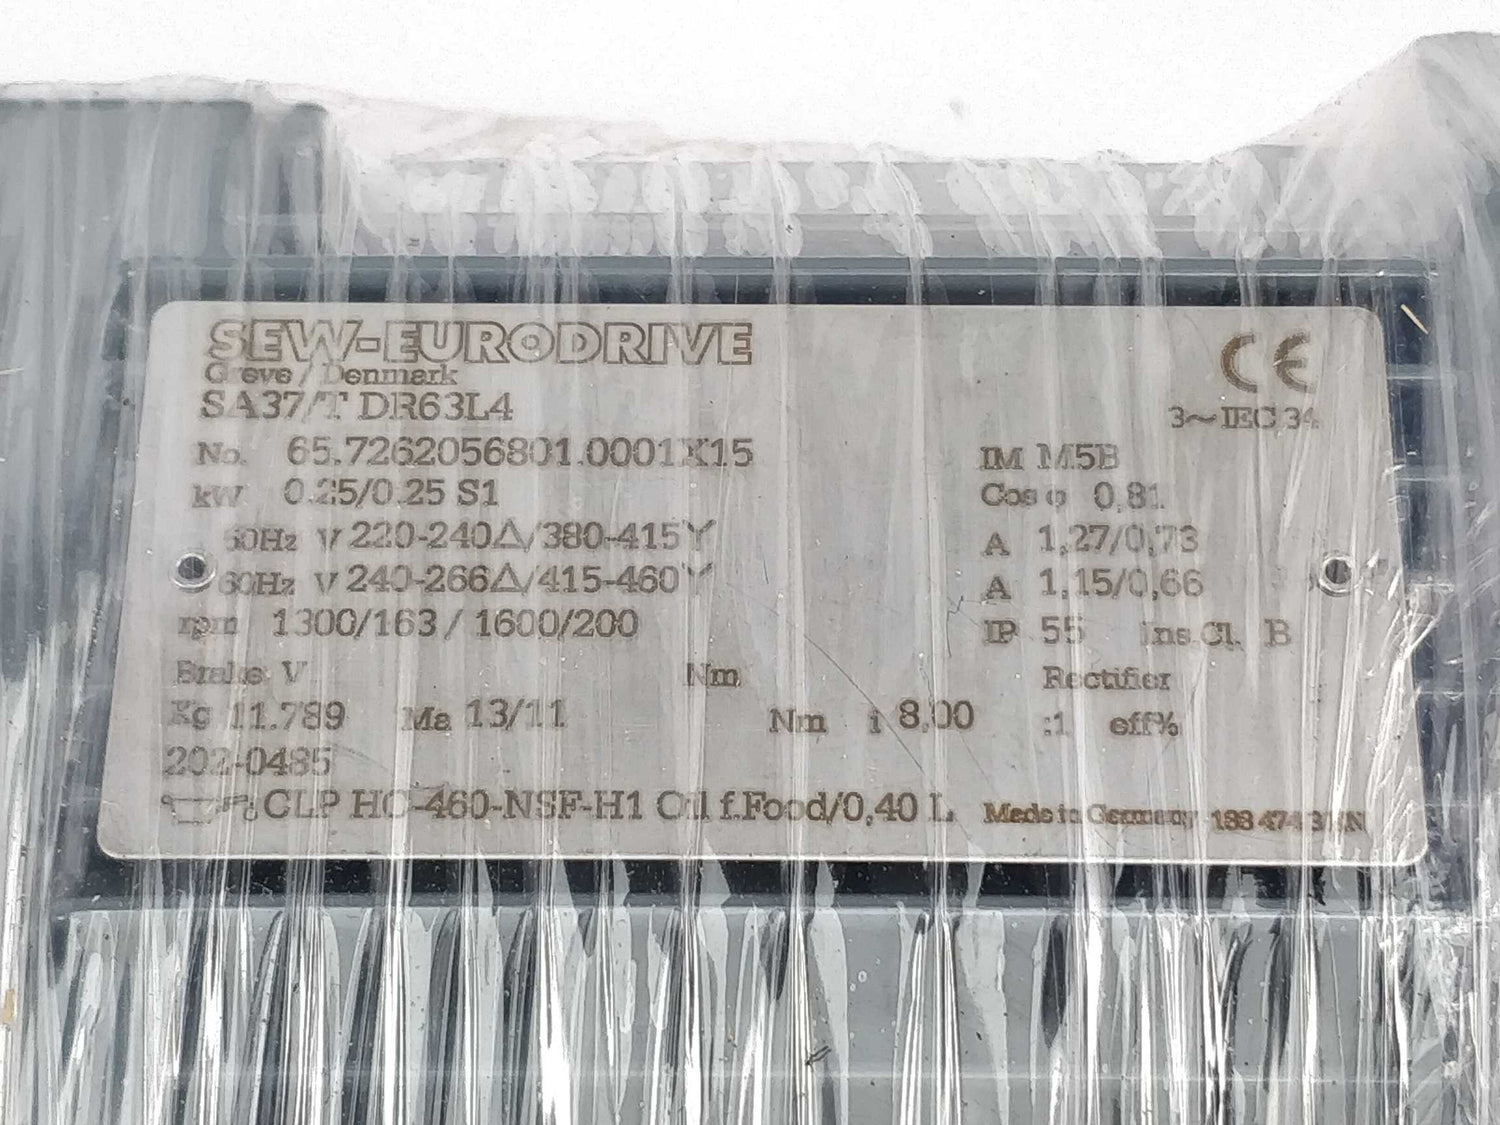 SEW-EURODRIVE
Greve / Denmark
SA37/T DR63L4
3~IEC 34
No. 65.7262056801.0001X15 IM M5B
kW 0.25/0.25 S1 Cos φ 0,81
50Hz V 220-240Δ/380-415Y A 1,27/0,73
60Hz V 240-266Δ/415-460Y A 1,15/0,66
rpm 1300/163 / 1600/200 IP 55 Ins.Cl. B
Brake V Nm Rectifier
Kg 11.789 Ma 13/11 Nm i 8,00 :1 eff%
202-0485
CLP HC-460-NSF-H1 Oil f.Food/0,40 L Made in Germany